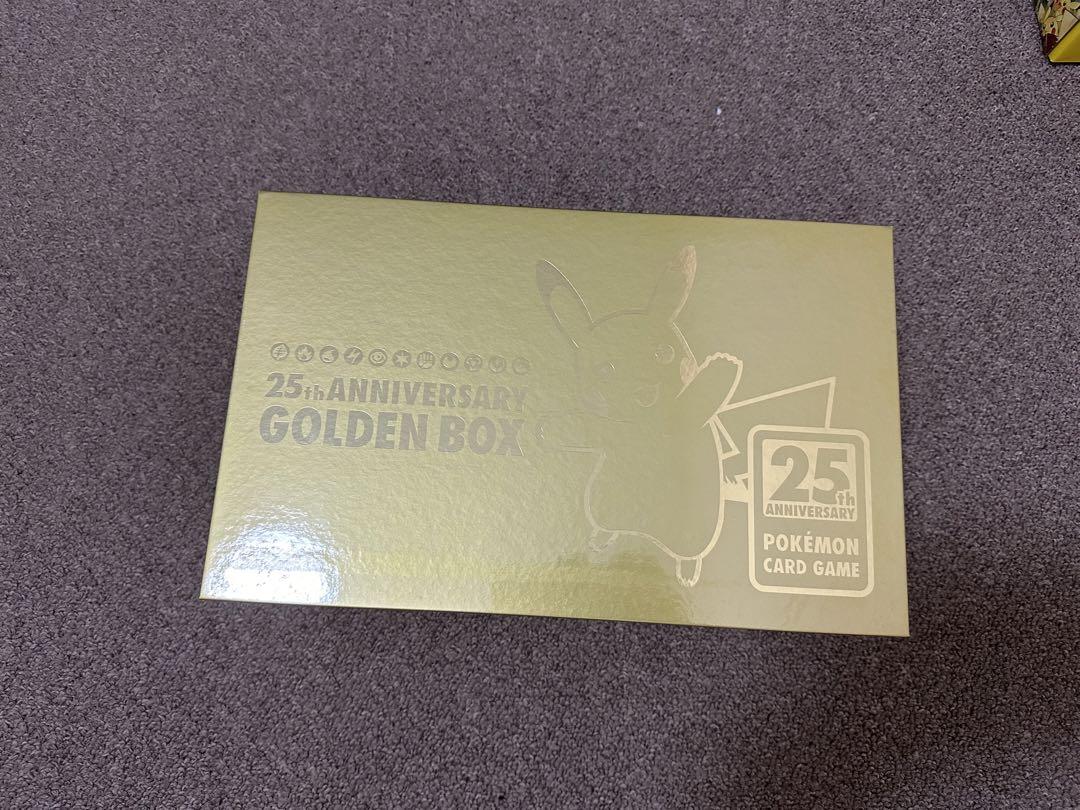 25th ANNIVERSARY
GOLDEN BOX
25th
ANNIVERSARY
POKÉMON
CARD GAME